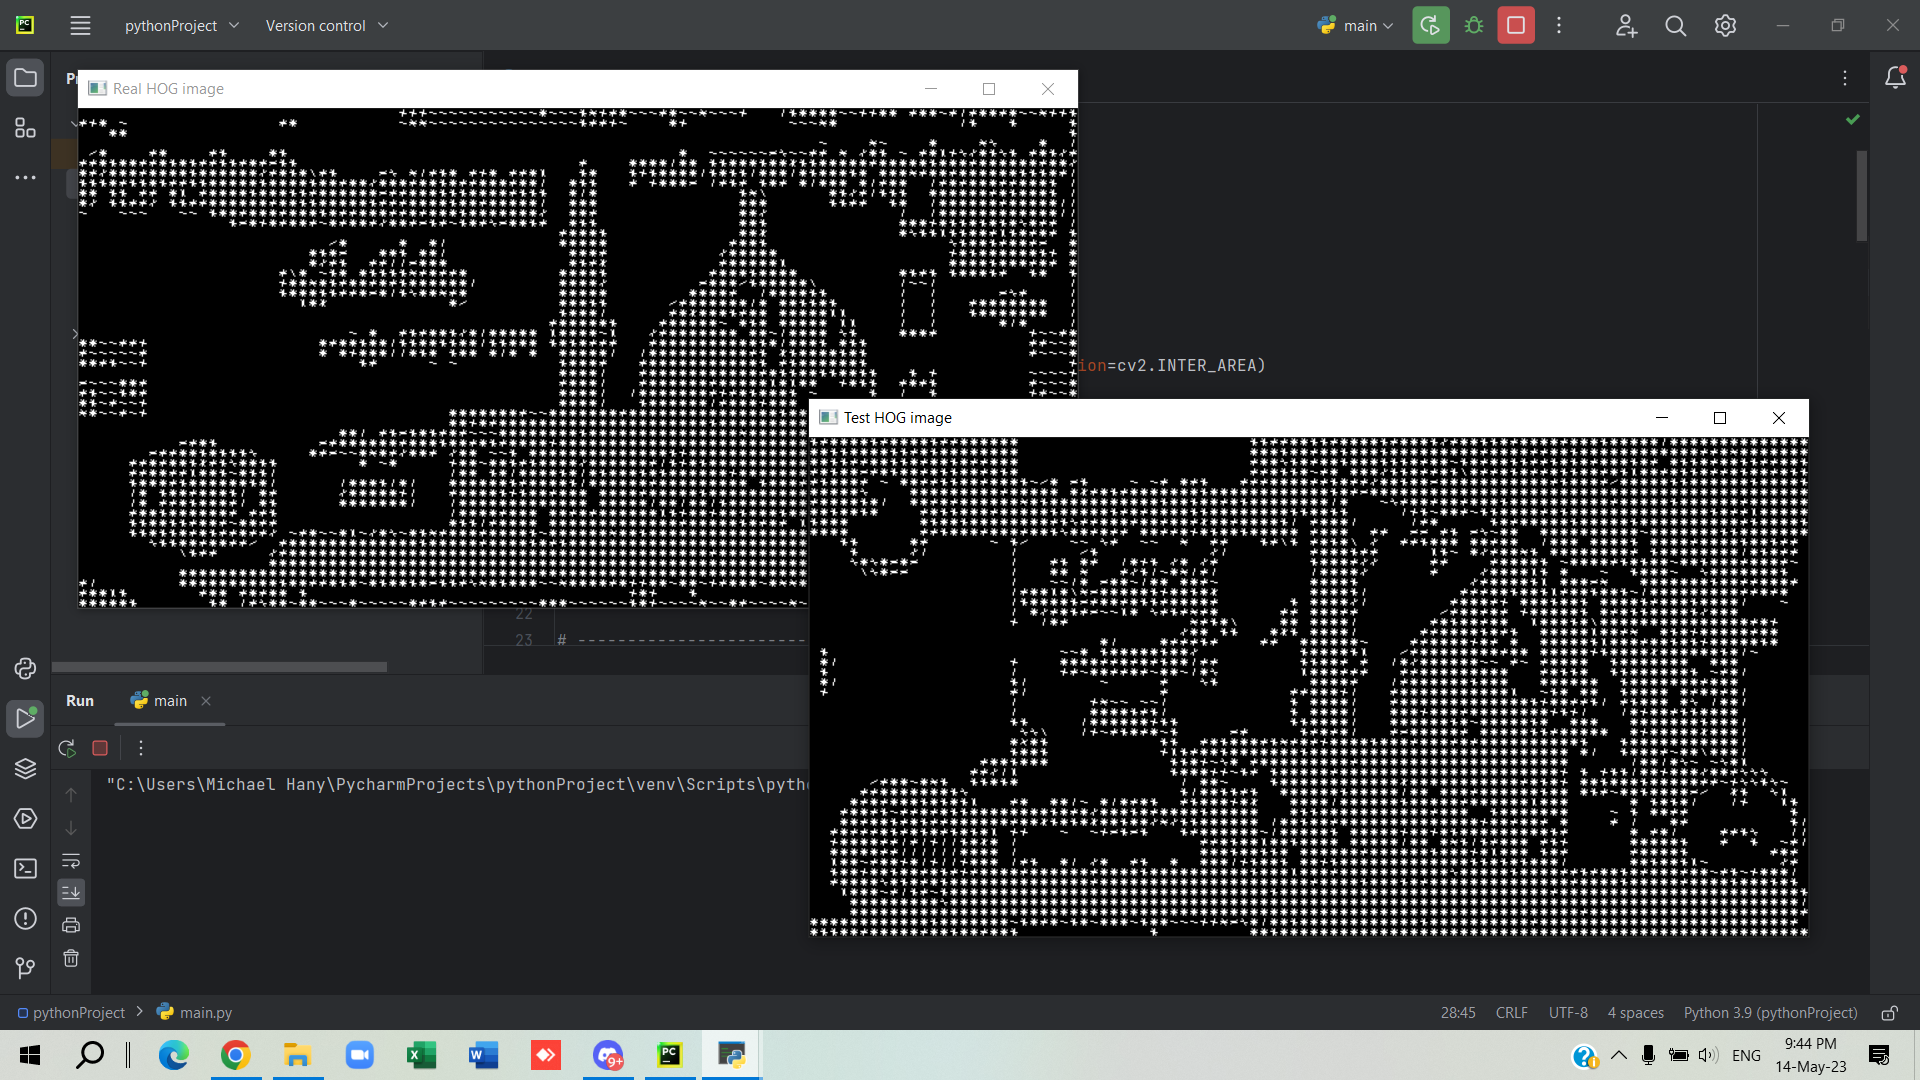 pythonProject
Version control
main
Real HOG image
ion=cv2.INTER_AREA)
Test HOG image
22
23 # -----------------------
Run
main
"C:\Users\Michael Hany\PycharmProjects\pythonProject\venv\Scripts\pyth
pythonProject
main.py
28:45
CRLF
UTF-8
4 spaces
Python 3.9 (pythonProject)
9+
ENG
9:44 PM
14-May-23